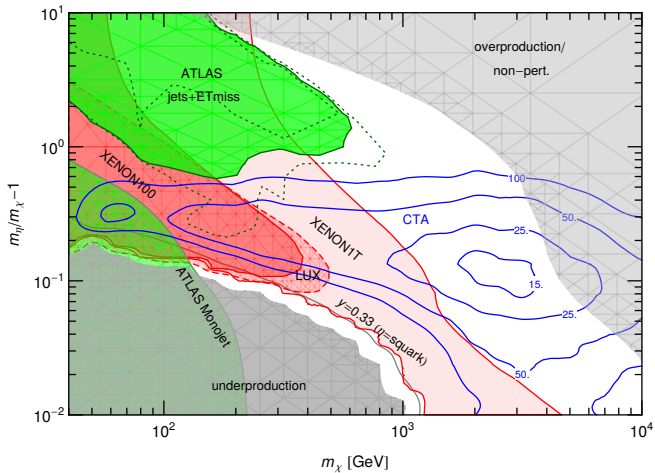 10¹
10⁰
10⁻¹
10⁻²
m_η/m_χ−1
overproduction/
non−pert.
ATLAS
jets+ETmiss
XENON100
XENON1T
CTA
LUX
ATLAS Monojet
y=0.33 (η=squark)
underproduction
100.
50.
25.
15.
25.
50.
100.
10²
10³
10⁴
m_χ [GeV]